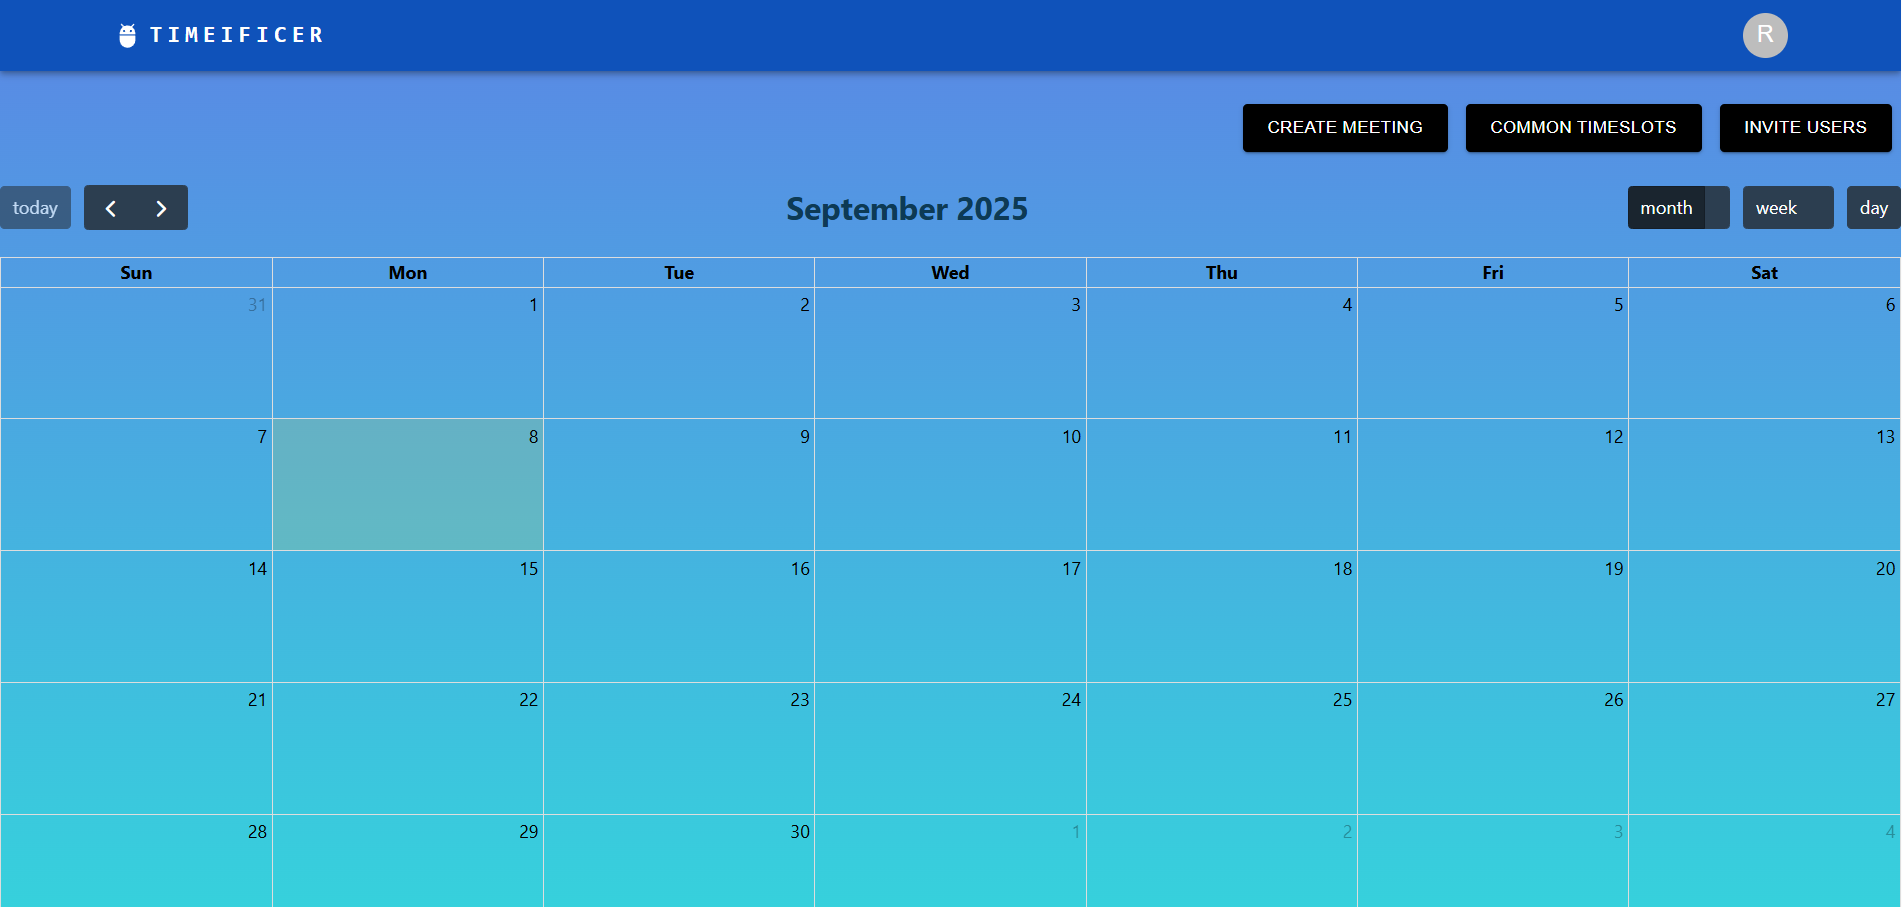 TIMEIFICER R
CREATE MEETING COMMON TIMESLOTS INVITE USERS
today September 2025 month week day
Sun Mon Tue Wed Thu Fri Sat
31 1 2 3 4 5 6
7 8 9 10 11 12 13
14 15 16 17 18 19 20
21 22 23 24 25 26 27
28 29 30 1 2 3 4